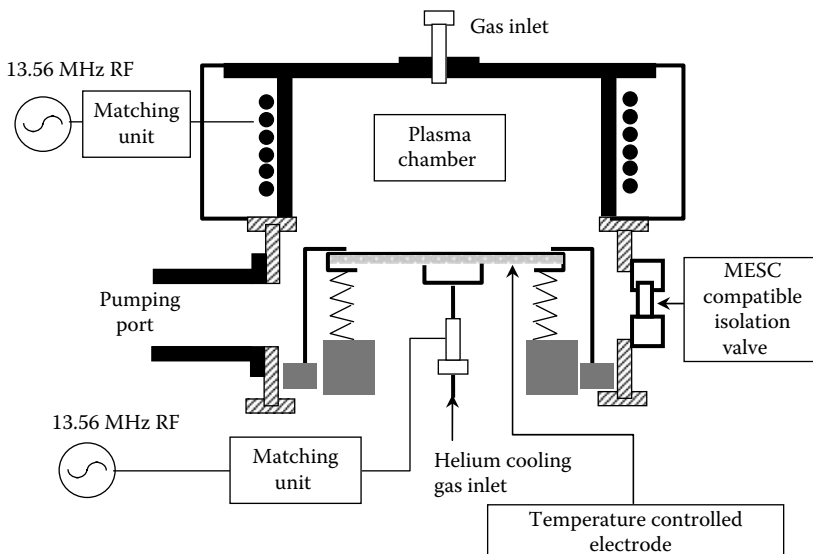 Gas inlet
13.56 MHz RF
Matching
unit
Plasma
chamber
Pumping
port
MESC
compatible
isolation
valve
13.56 MHz RF
Matching
unit
Helium cooling
gas inlet
Temperature controlled
electrode